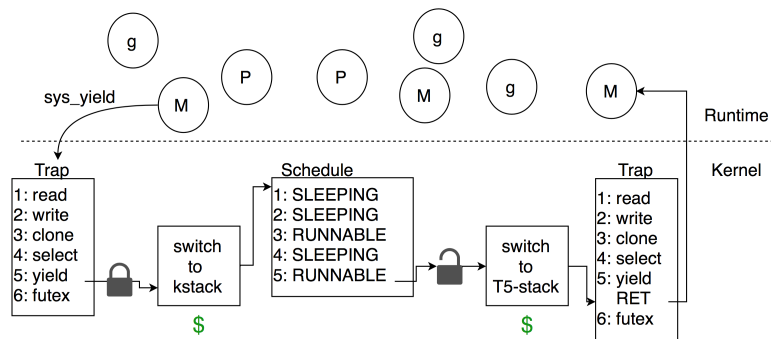 g
g
P
P
M
M
g
M
sys_yield
Runtime
Trap
1: read
2: write
3: clone
4: select
5: yield
6: futex
switch
to
kstack
$
Schedule
1: SLEEPING
2: SLEEPING
3: RUNNABLE
4: SLEEPING
5: RUNNABLE
switch
to
T5-stack
$
Trap
1: read
2: write
3: clone
4: select
5: yield
RET
6: futex
Kernel